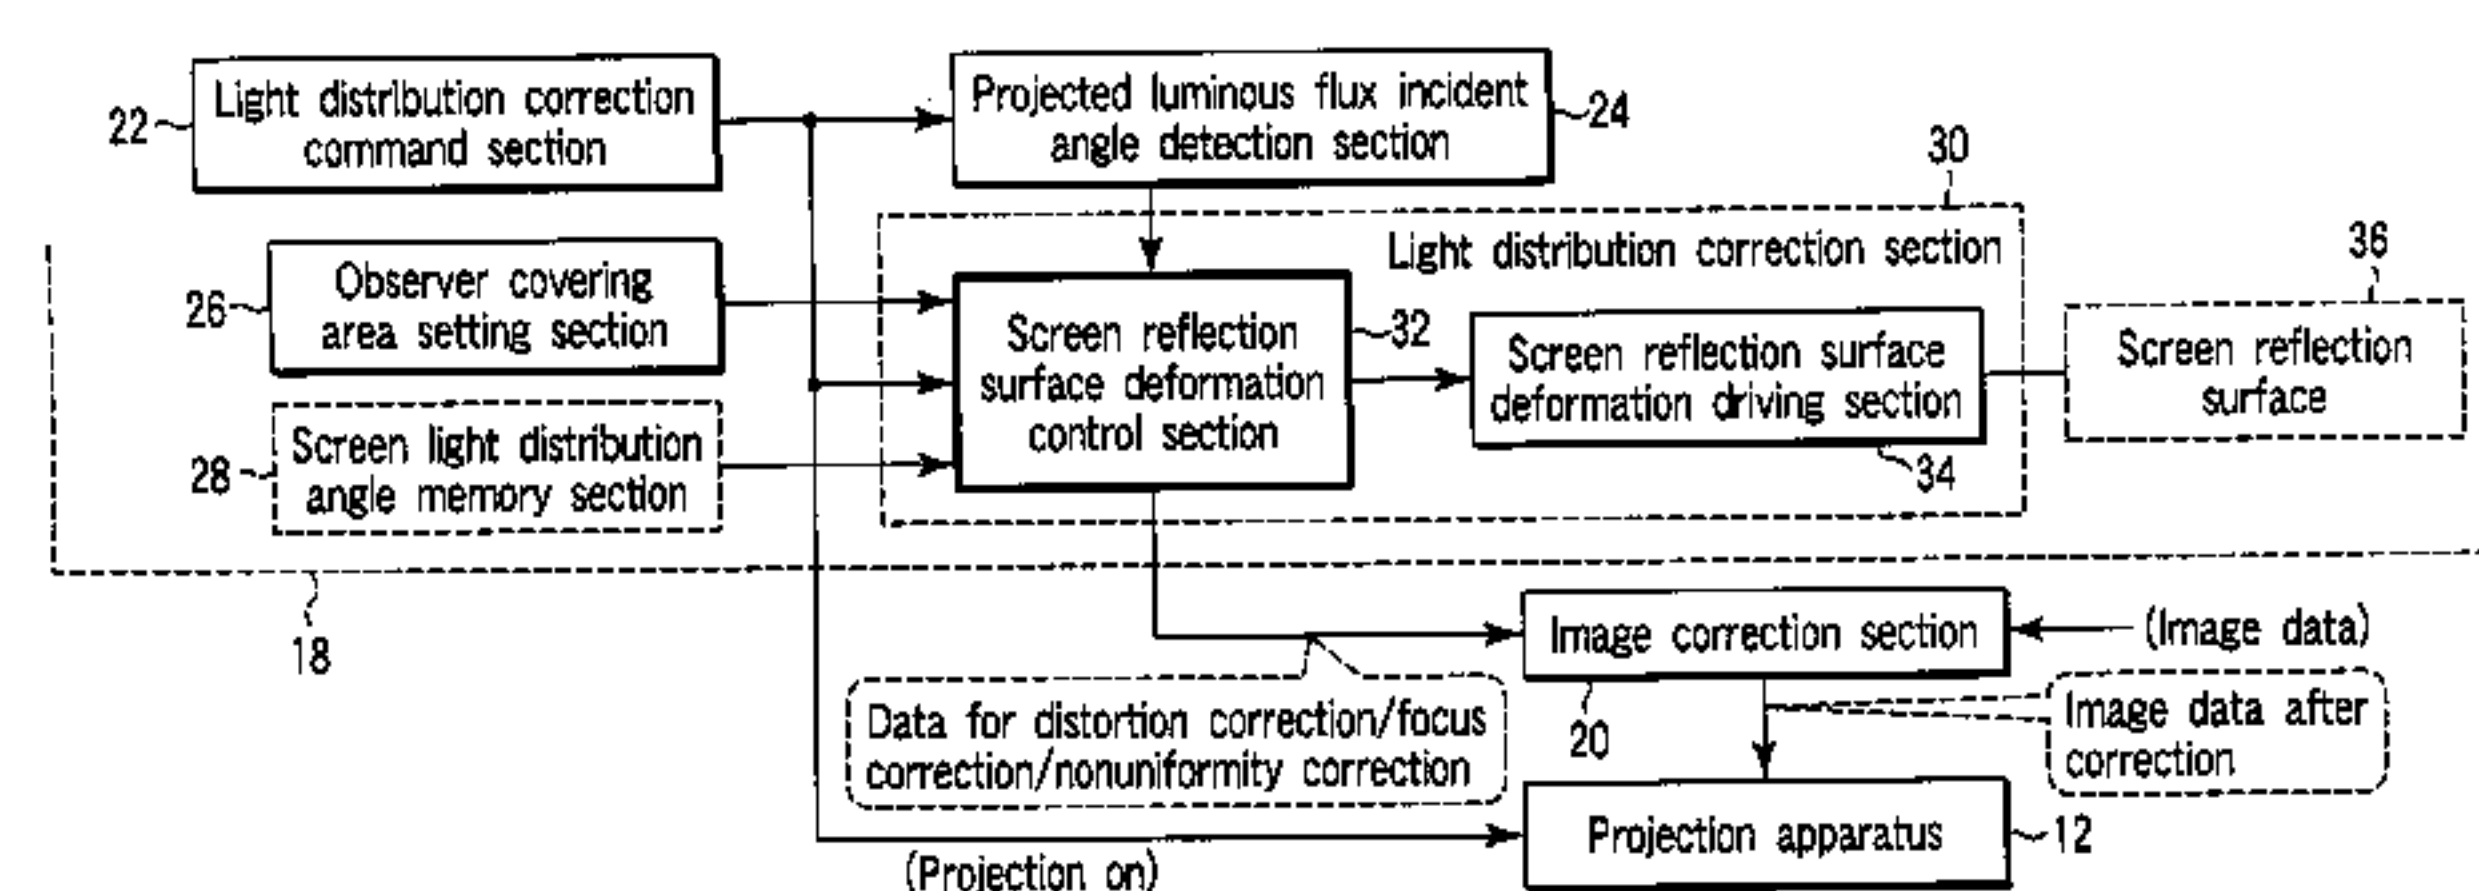 22
Light distribution correction
command section
Projected luminous flux incident
angle detection section
24
30
Light distribution correction section
36
26
Observer covering
area setting section
Screen reflection
surface deformation
control section
32
Screen reflection surface
deformation driving section
34
Screen reflection
surface
28
Screen light distribution
angle memory section
18
Image correction section
(Image data)
20
Data for distortion correction/focus
correction/nonuniformity correction
Image data after
correction
Projection apparatus
12
(Projection on)